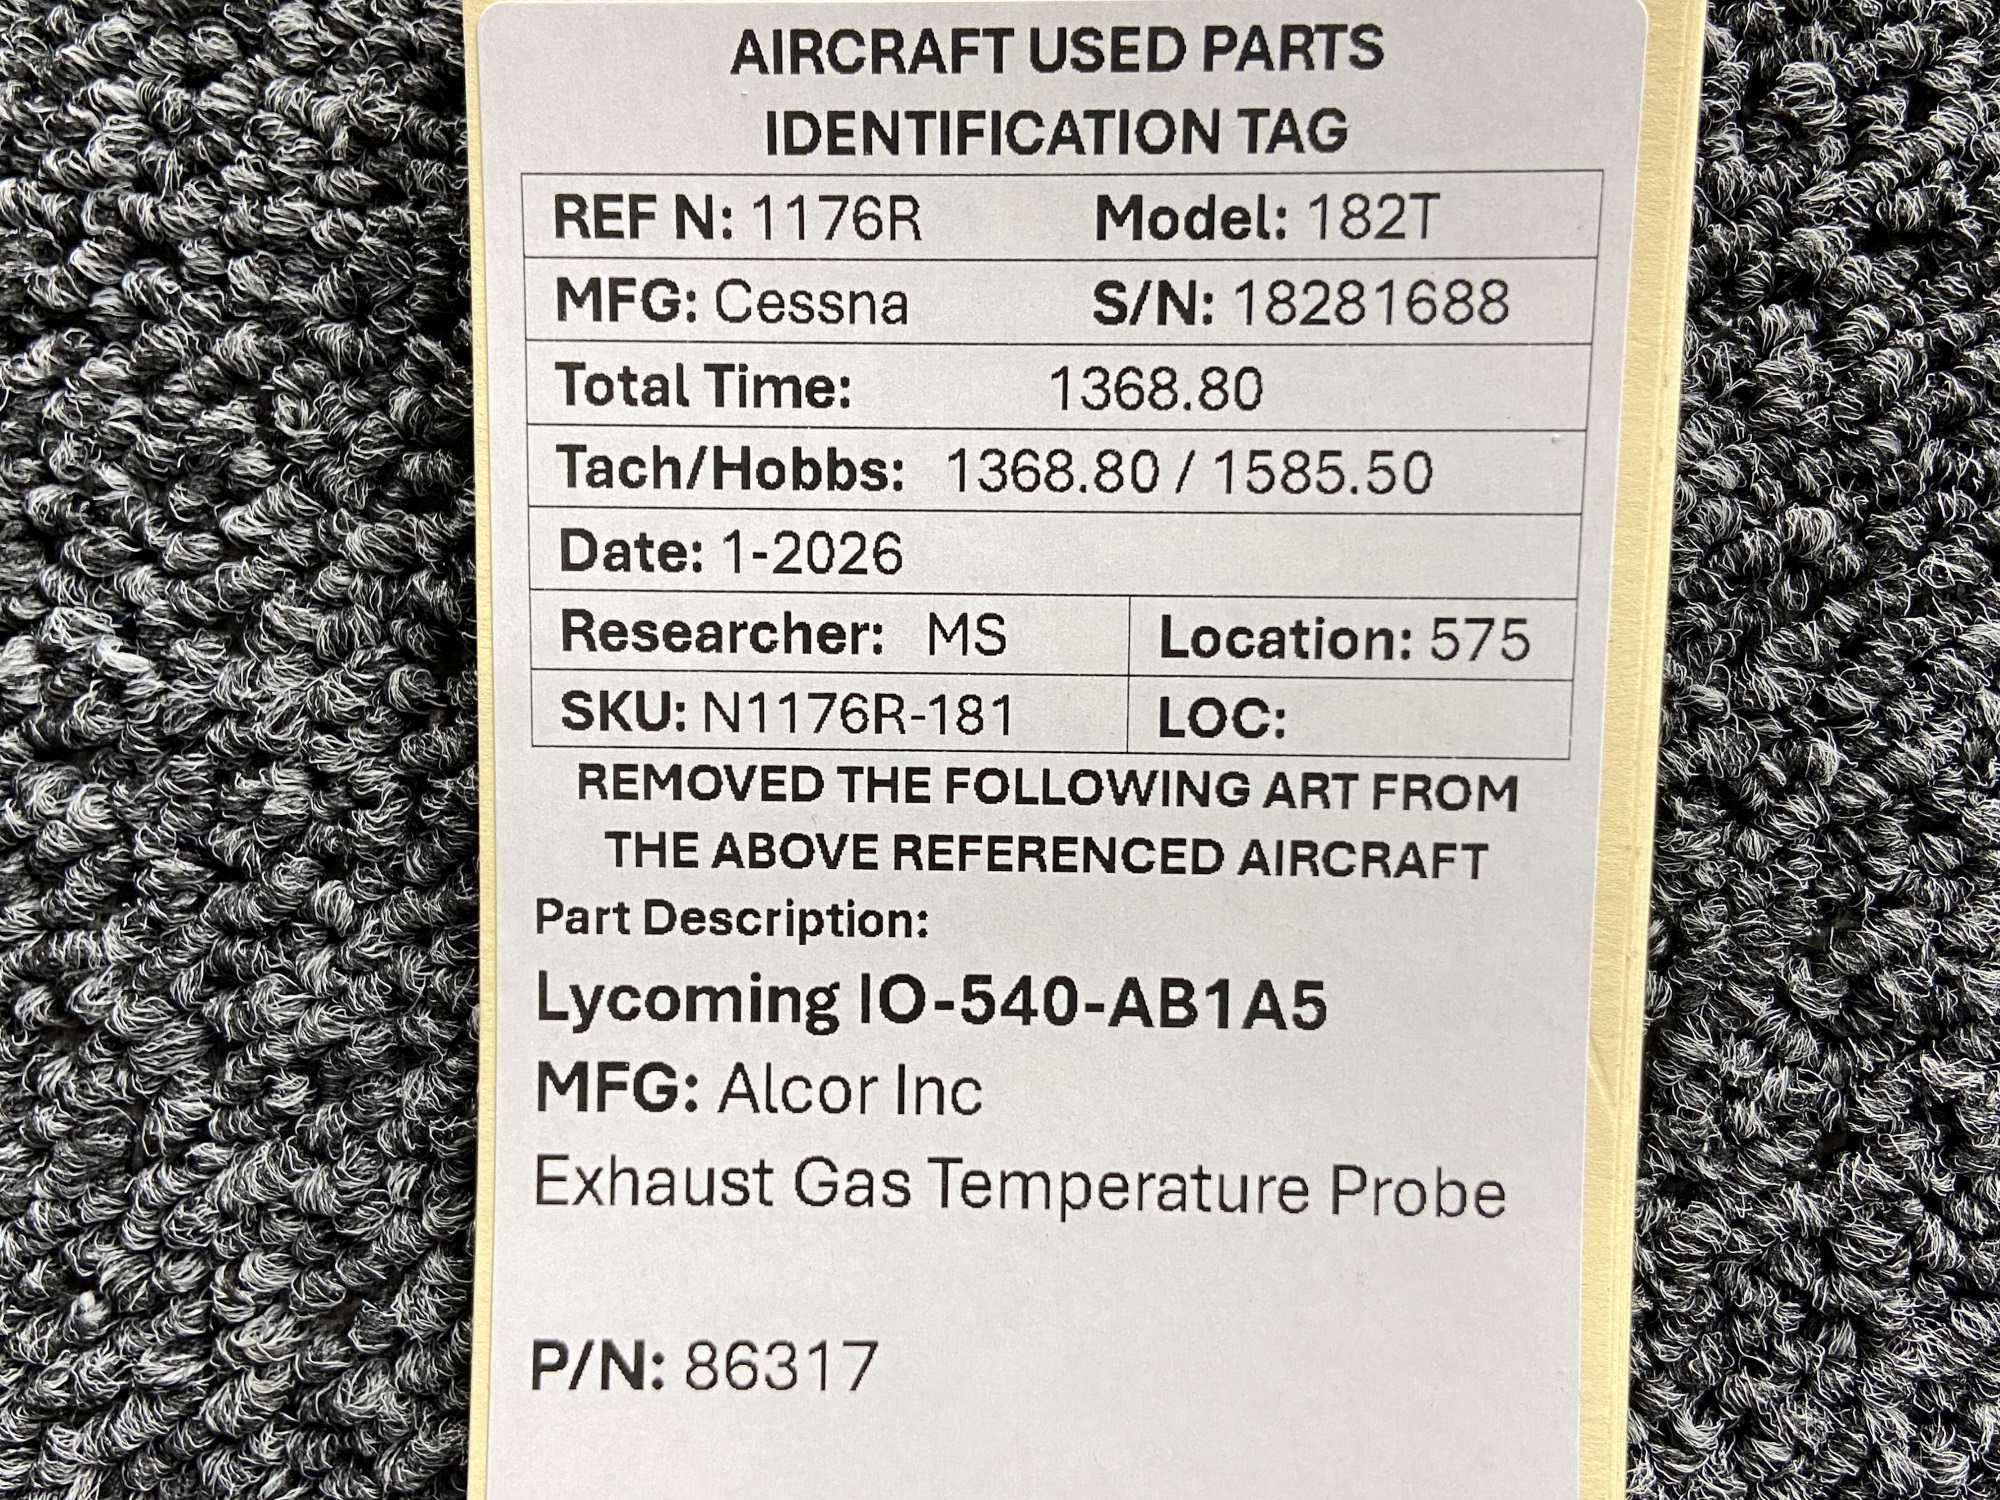 AIRCRAFT USED PARTS
IDENTIFICATION TAG
REF N: 1176R Model: 182T
MFG: Cessna S/N: 18281688
Total Time: 1368.80
Tach/Hobbs: 1368.80 / 1585.50
Date: 1-2026
Researcher: MS Location: 575
SKU: N1176R-181 LOC:
REMOVED THE FOLLOWING ART FROM
THE ABOVE REFERENCED AIRCRAFT
Part Description:
Lycoming IO-540-AB1A5
MFG: Alcor Inc
Exhaust Gas Temperature Probe
P/N: 86317